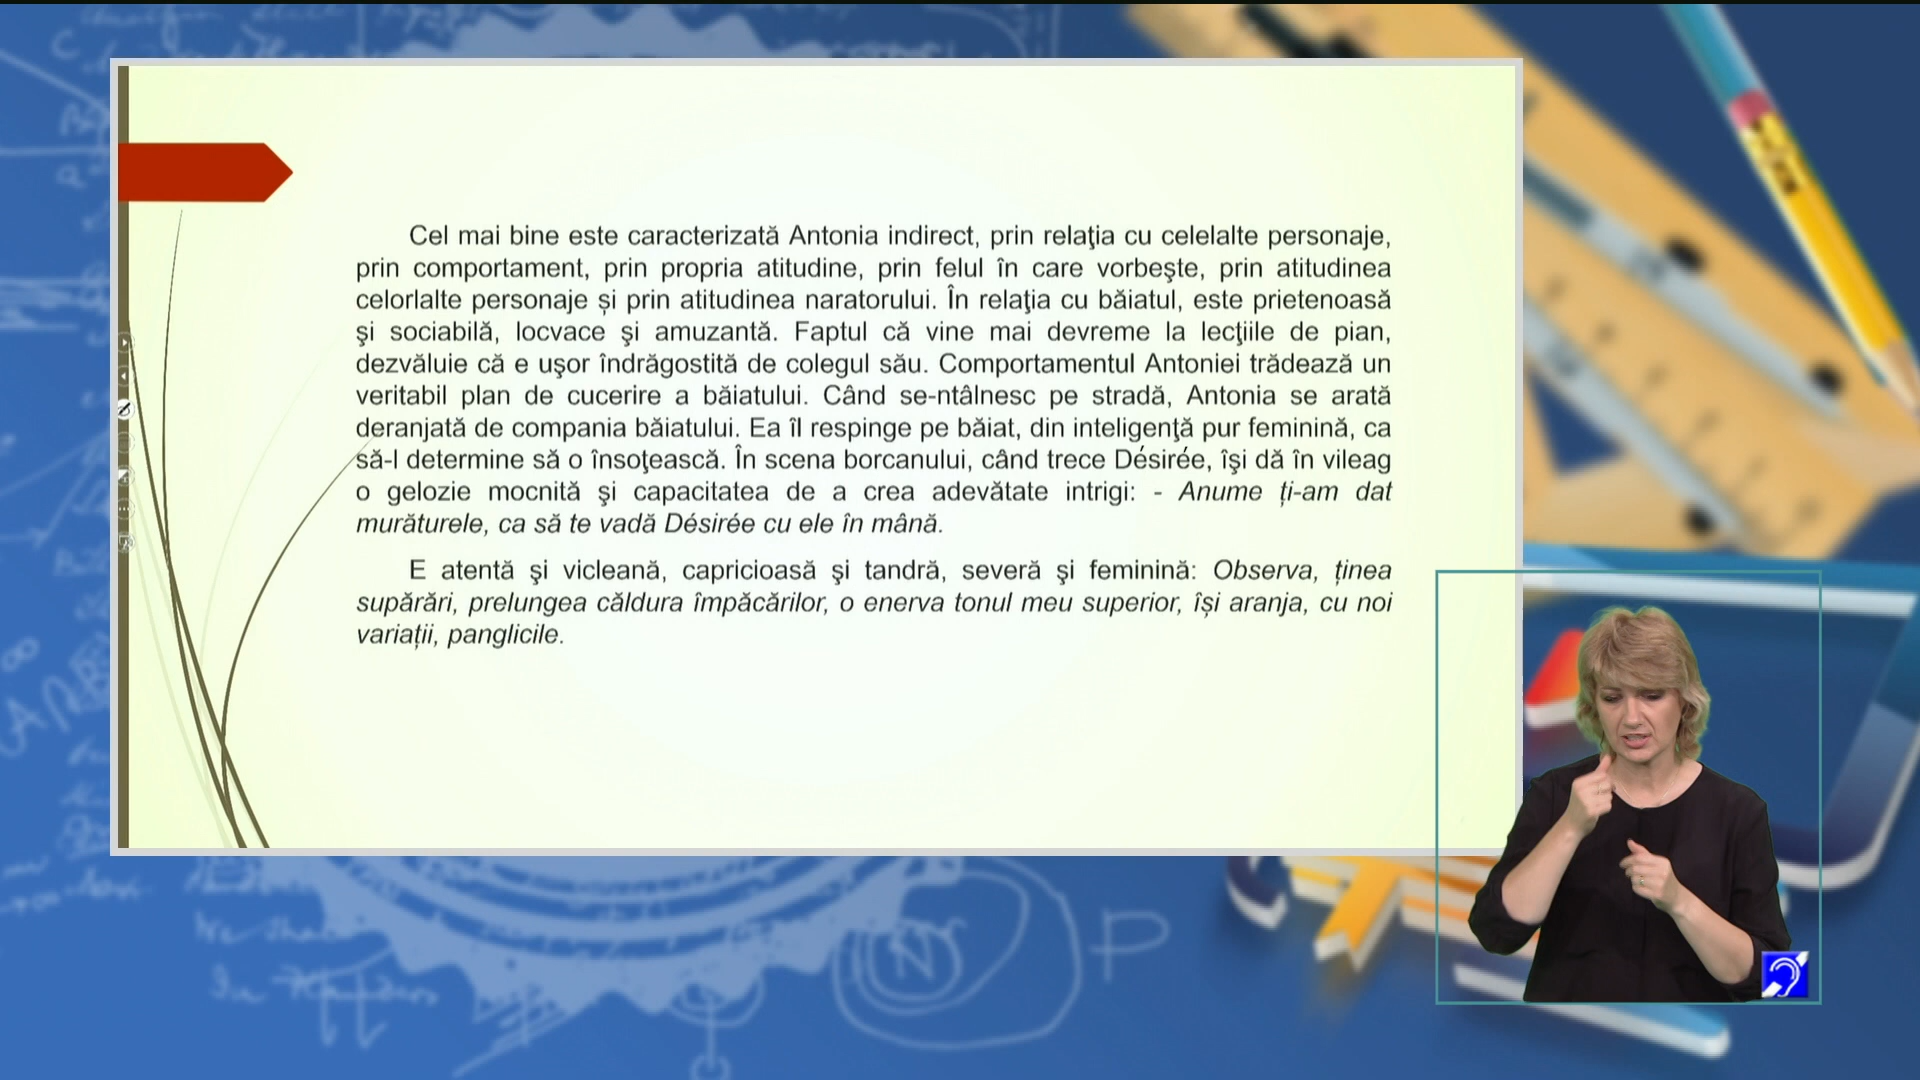 Cel mai bine este caracterizată Antonia indirect, prin relaţia cu celelalte personaje,
prin comportament, prin propria atitudine, prin felul în care vorbeşte, prin atitudinea
celorlalte personaje și prin atitudinea naratorului. În relaţia cu băiatul, este prietenoasă
şi sociabilă, locvace şi amuzantă. Faptul că vine mai devreme la lecţiile de pian,
dezvăluie că e uşor îndrăgostită de colegul său. Comportamentul Antoniei trădează un
veritabil plan de cucerire a băiatului. Când se-ntâlnesc pe stradă, Antonia se arată
deranjată de compania băiatului. Ea îl respinge pe băiat, din inteligenţă pur feminină, ca
să-l determine să o însoţească. În scena borcanului, când trece Désirée, îşi dă în vileag
o gelozie mocnită şi capacitatea de a crea adevătate intrigi: - Anume ți-am dat
murăturele, ca să te vadă Désirée cu ele în mână.
E atentă şi vicleană, capricioasă şi tandră, severă şi feminină: Observa, ținea
supărări, prelungea căldura împăcărilor, o enerva tonul meu superior, își aranja, cu noi
variații, panglicile.
N
P